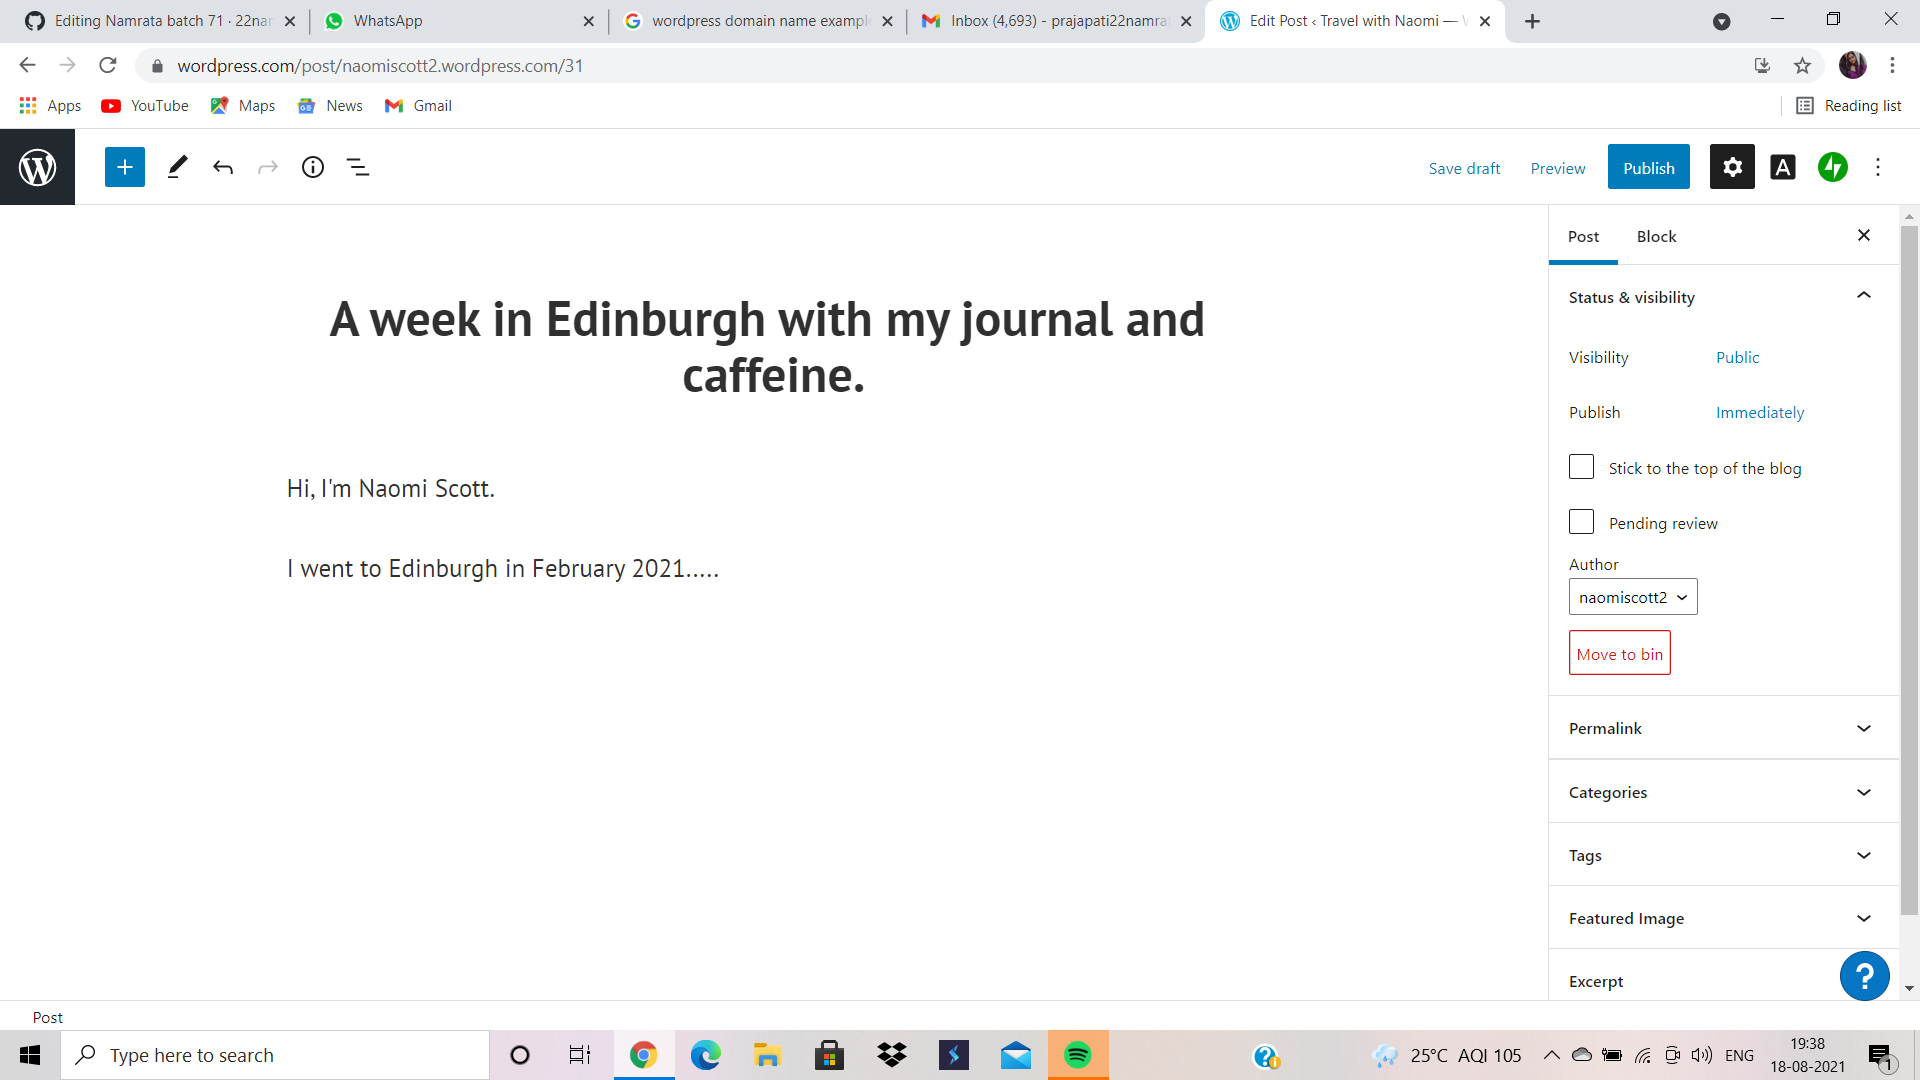 Editing Namrata batch 71 · 22nar
WhatsApp
wordpress domain name example
Inbox (4,693) - prajapati22namrat
Edit Post ‹ Travel with Naomi — W
wordpress.com/post/naomiscott2.wordpress.com/31
Apps
YouTube
Maps
News
Gmail
Reading list
Save draft
Preview
Publish
A
Post
Block
Status & visibility
A week in Edinburgh with my journal and
caffeine.
Visibility
Public
Publish
Immediately
Stick to the top of the blog
Hi, I'm Naomi Scott.
Pending review
I went to Edinburgh in February 2021.....
Author
naomiscott2
Move to bin
Permalink
Categories
Tags
Featured Image
Excerpt
?
Post
Type here to search
25°C AQI 105
ENG
19:38
18-08-2021
1